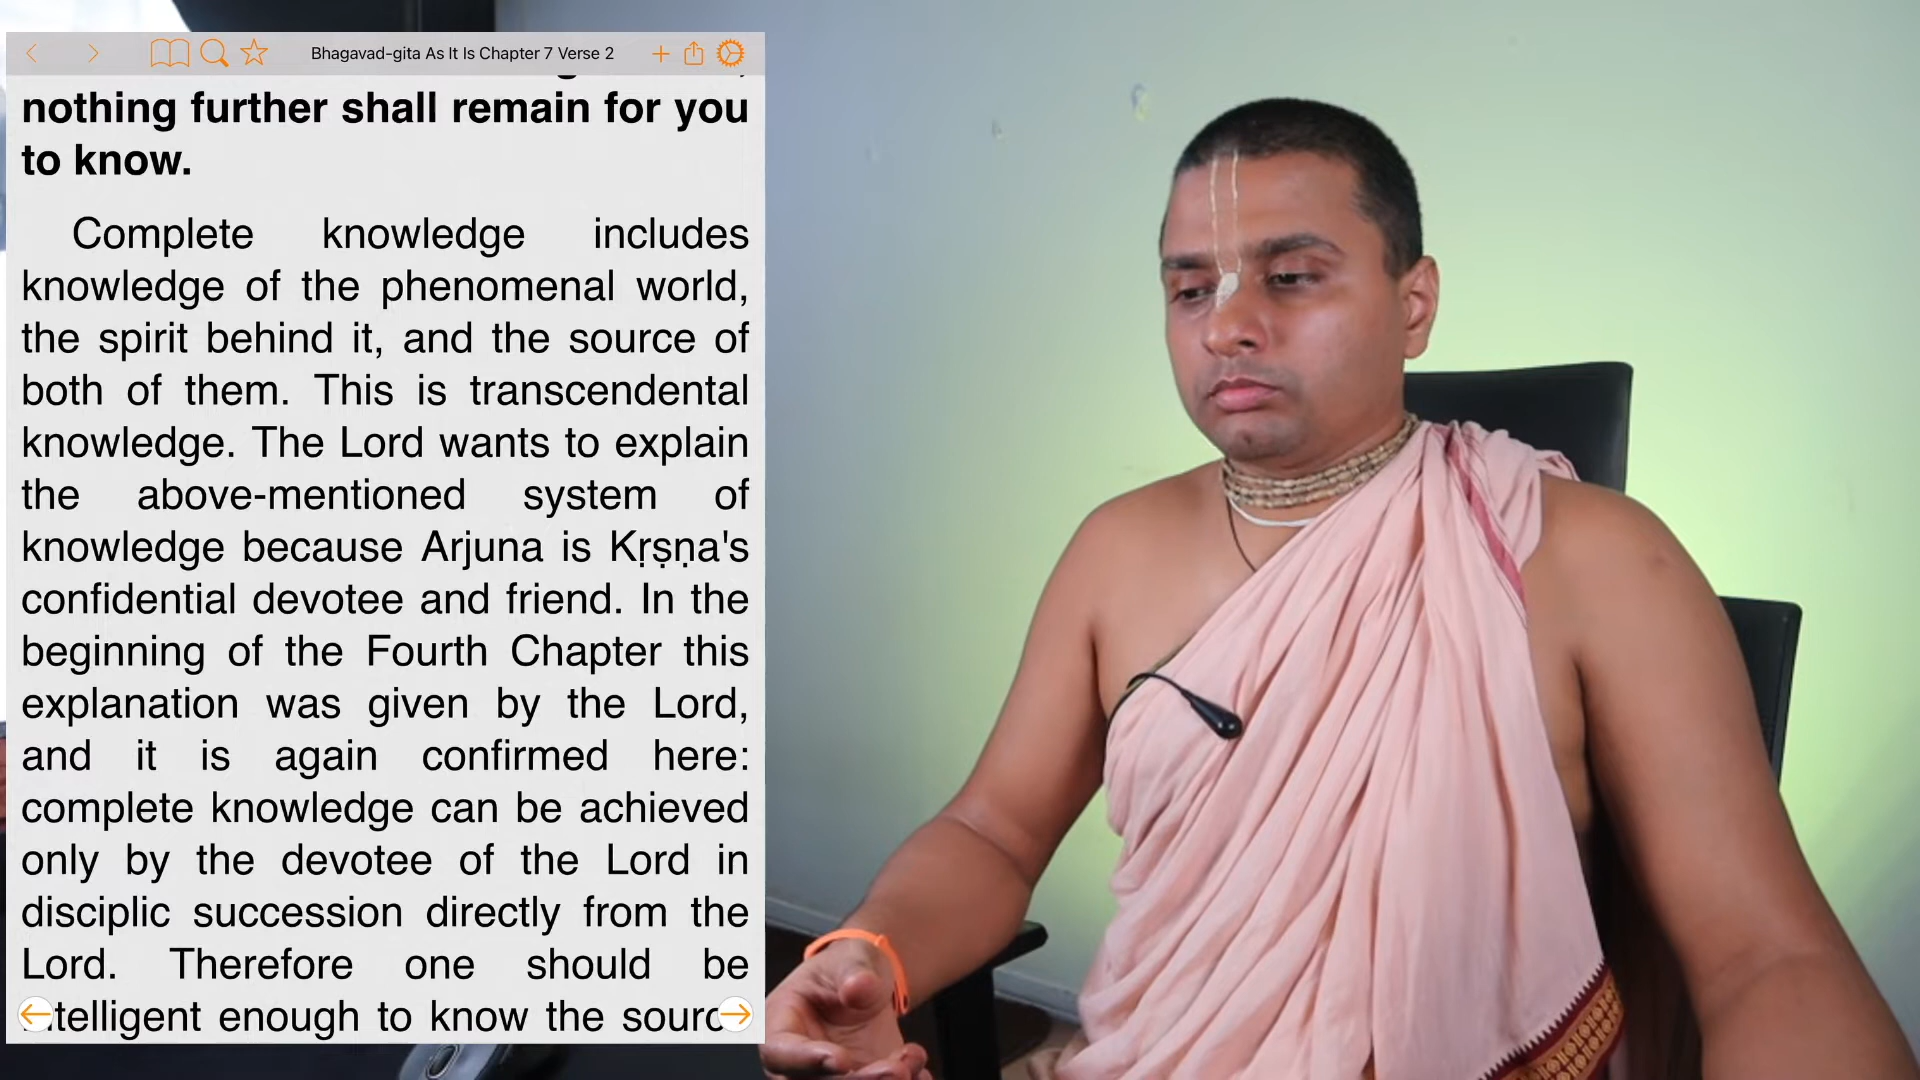 Bhagavad-gita As It Is Chapter 7 Verse 2
nothing further shall remain for you
to know.
Complete knowledge includes
knowledge of the phenomenal world,
the spirit behind it, and the source of
both of them. This is transcendental
knowledge. The Lord wants to explain
the above-mentioned system of
knowledge because Arjuna is Kṛṣṇa's
confidential devotee and friend. In the
beginning of the Fourth Chapter this
explanation was given by the Lord,
and it is again confirmed here:
complete knowledge can be achieved
only by the devotee of the Lord in
disciplic succession directly from the
Lord. Therefore one should be
enough to know the